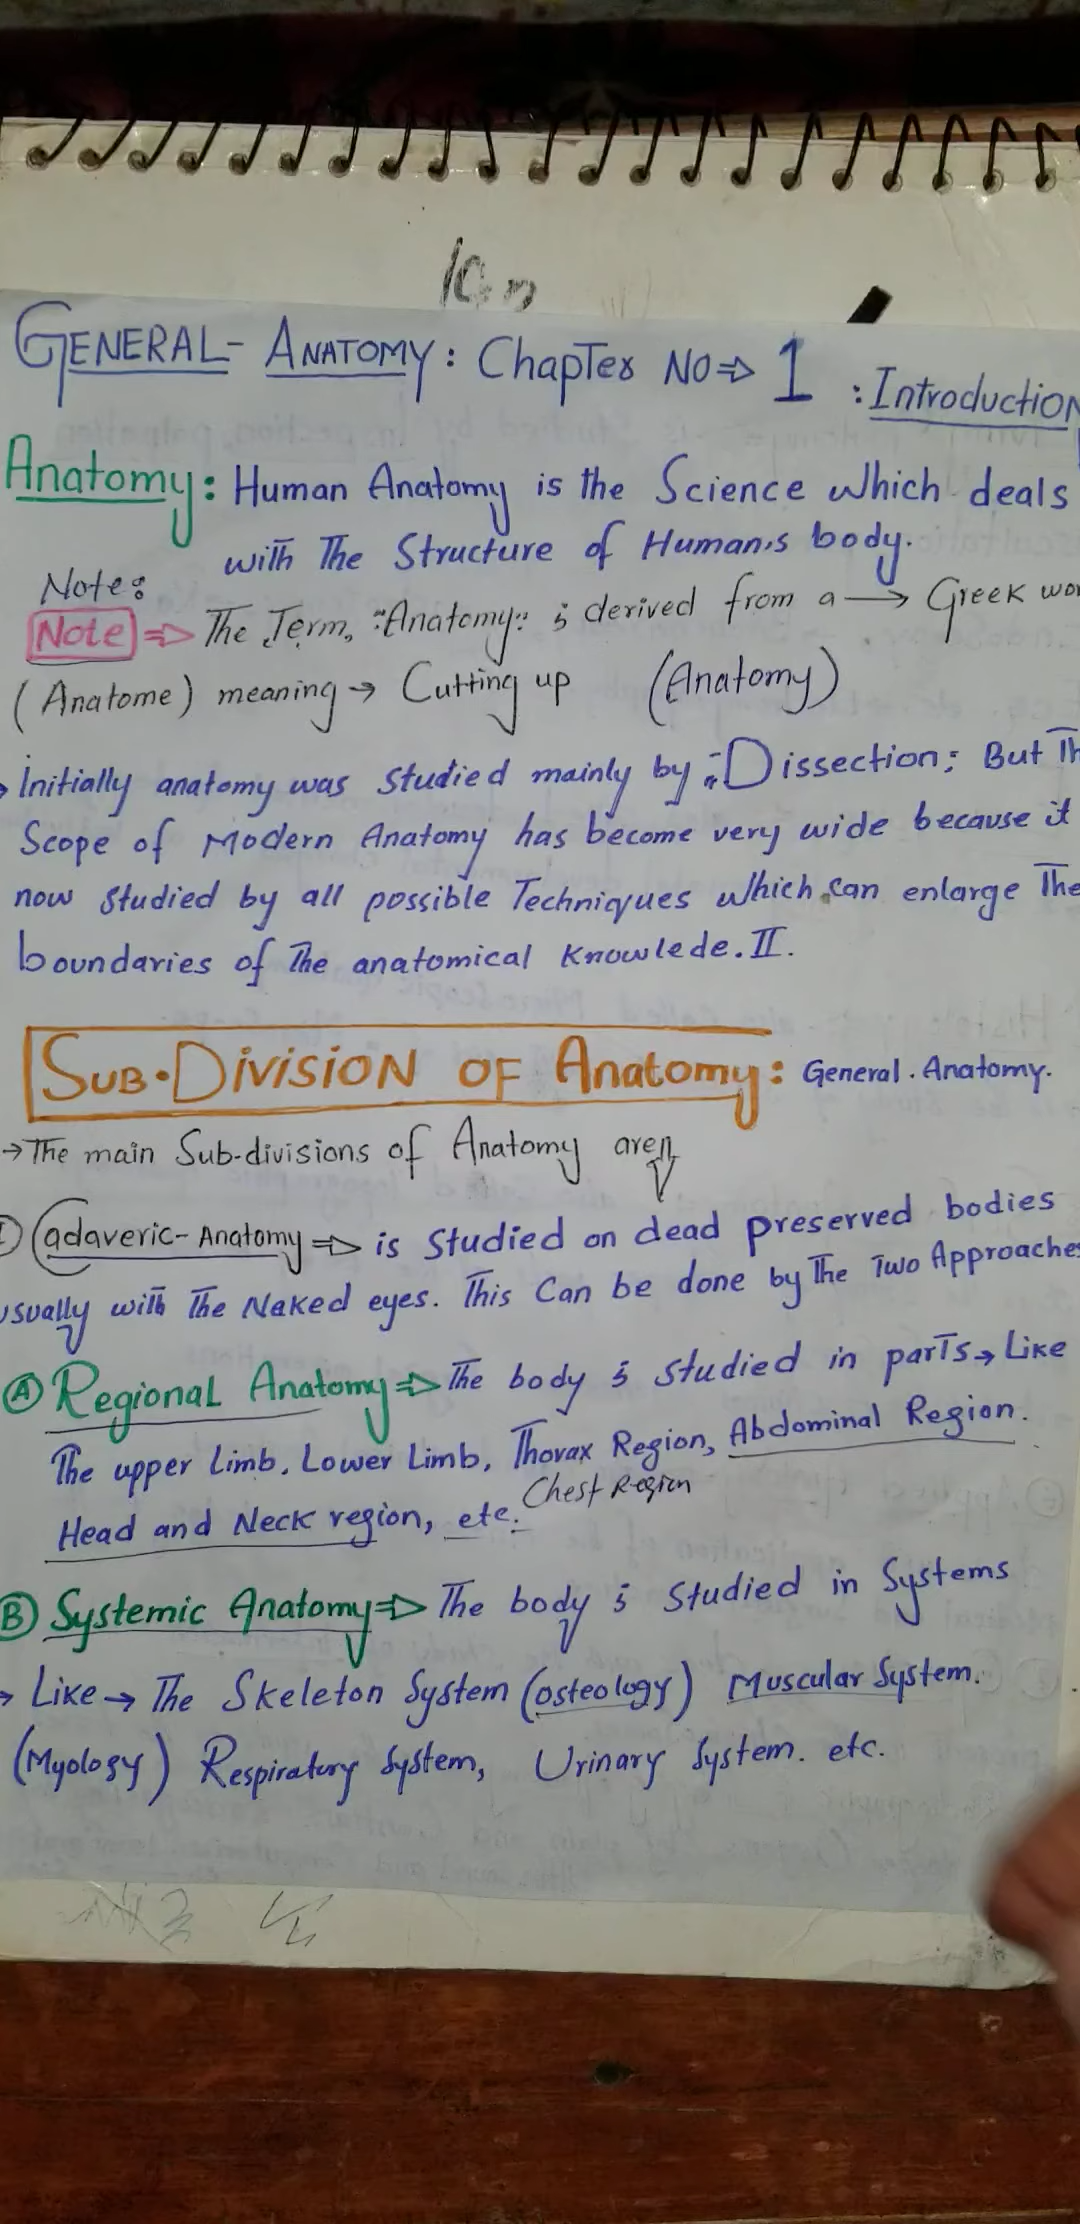 GENERAL- ANATOMY: Chapter NO⇒ 1 : Introduction
Anatomy: Human Anatomy is the Science which deals
with The Structure of Human,s body.
Note:
Note ⇒ The Term, "Anatomy" is derived from a → Greek
(Anatome) meaning → Cutting up (Anatomy)
Initially anatomy was studied mainly by ; Dissection; But
Scope of Modern Anatomy has become very wide because it
now studied by all possible Techniques which can enlarge The
boundaries of The anatomical Knowlede. II.
SUB-DIVISION OF Anatomy: General . Anatomy.
→ The main Sub-divisions of Anatomy are
Cadaveric- Anatomy ⇒ is studied on dead preserved bodies
usually with The Naked eyes. This Can be done by The Two Approaches
A Regional Anatomy ⇒ The body is studied in parts → Like
The upper Limb, Lower Limb, Thorax Region, Abdominal Region.
Chest Region
Head and Neck region, etc.
B Systemic Anatomy ⇒ The body is studied in Systems
→ Like → The Skeleton System (osteology) Muscular System.
(Myology) Respiratory System, Urinary System. etc.